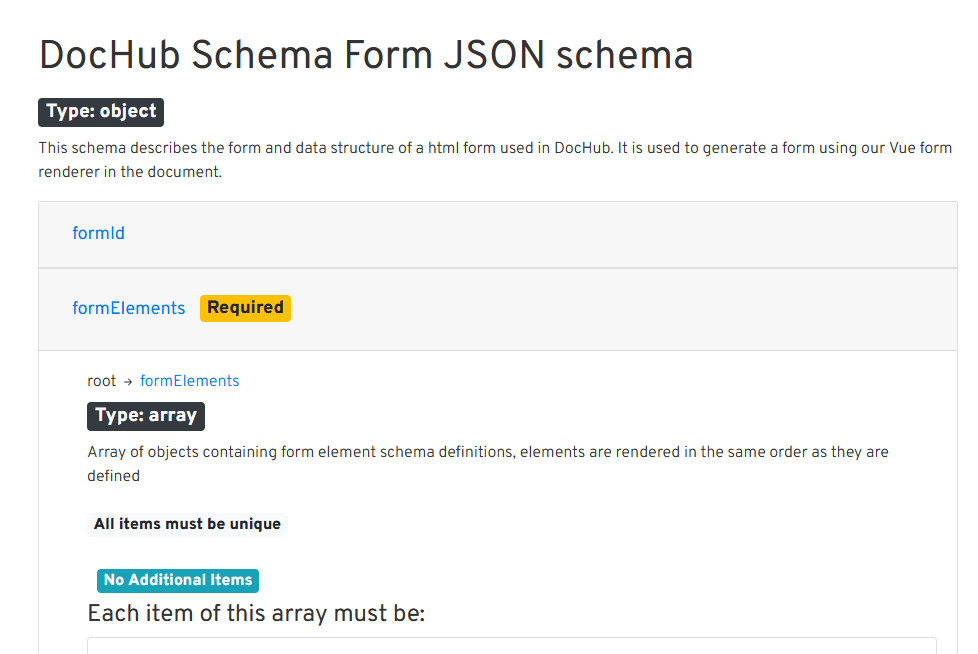 DocHub Schema Form JSON schema
Type: object
This schema describes the form and data structure of a html form used in DocHub. It is used to generate a form using our Vue form
renderer in the document.
formId
formElements Required
root → formElements
Type: array
Array of objects containing form element schema definitions, elements are rendered in the same order as they are
defined
All items must be unique
No Additional Items
Each item of this array must be: